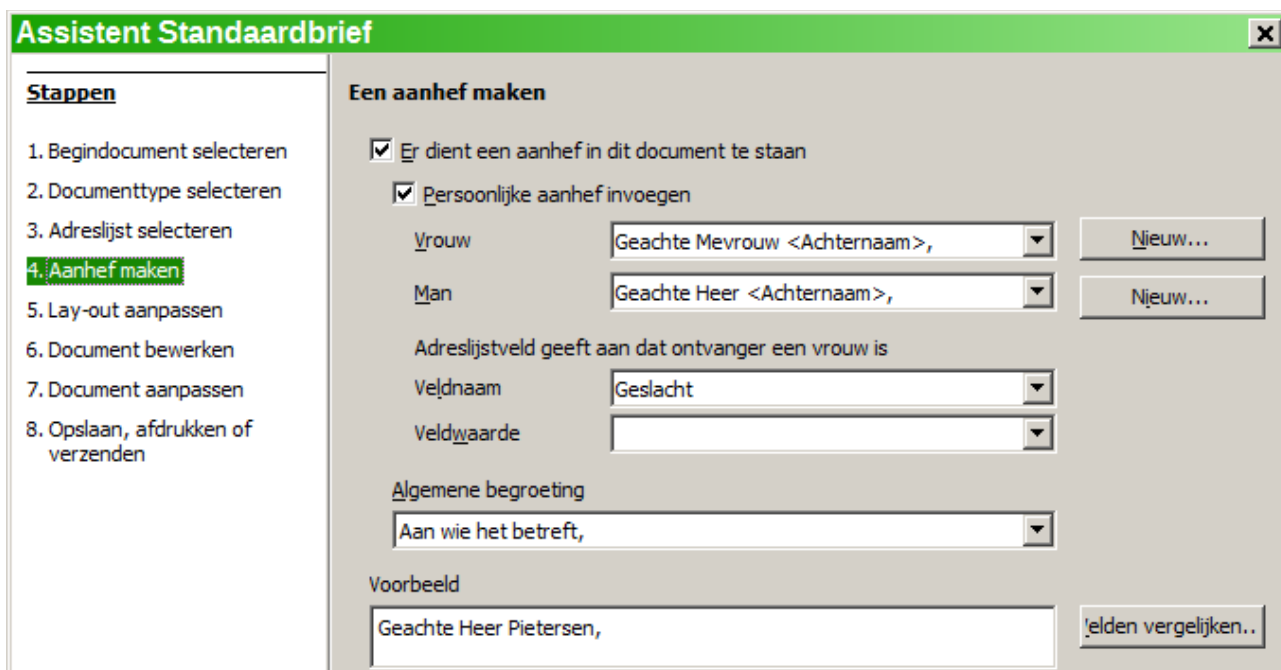 Assistent Standaardbrief
Stappen
1. Begindocument selecteren
2. Documenttype selecteren
3. Adreslijst selecteren
4. Aanhef maken
5. Lay-out aanpassen
6. Document bewerken
7. Document aanpassen
8. Opslaan, afdrukken of
verzenden
Een aanhef maken
Er dient een aanhef in dit document te staan
Persoonlijke aanhef invoegen
Vrouw Geachte Mevrouw <Achternaam>, Nieuw...
Man Geachte Heer <Achternaam>, Nieuw...
Adreslijstveld geeft aan dat ontvanger een vrouw is
Veldnaam Geslacht
Veldwaarde
Algemene begroeting
Aan wie het betreft,
Voorbeeld
Geachte Heer Pietersen, elden vergelijken..